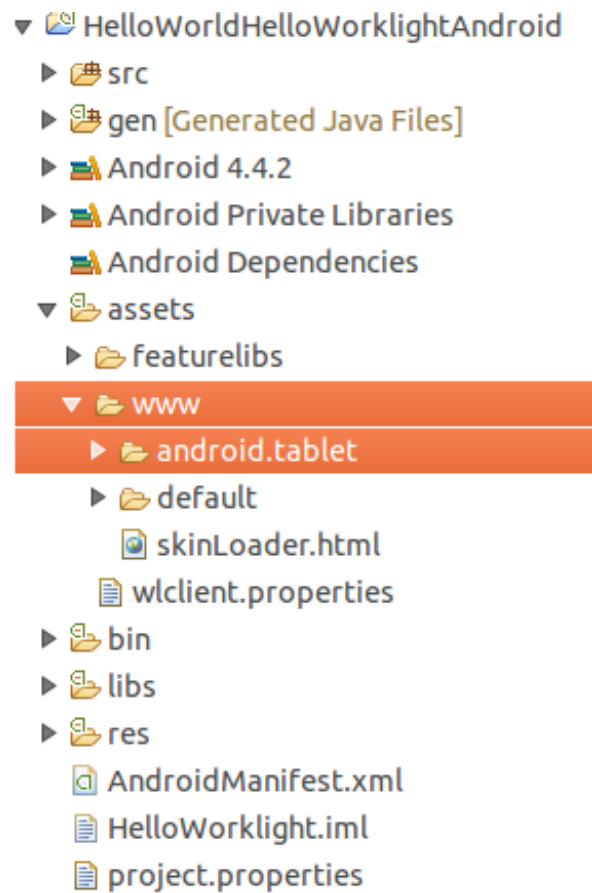 HelloWorldHelloWorklightAndroid
src
gen [Generated Java Files]
Android 4.4.2
Android Private Libraries
Android Dependencies
assets
featurelibs
www
android.tablet
default
skinLoader.html
wlclient.properties
bin
libs
res
AndroidManifest.xml
HelloWorklight.iml
project.properties